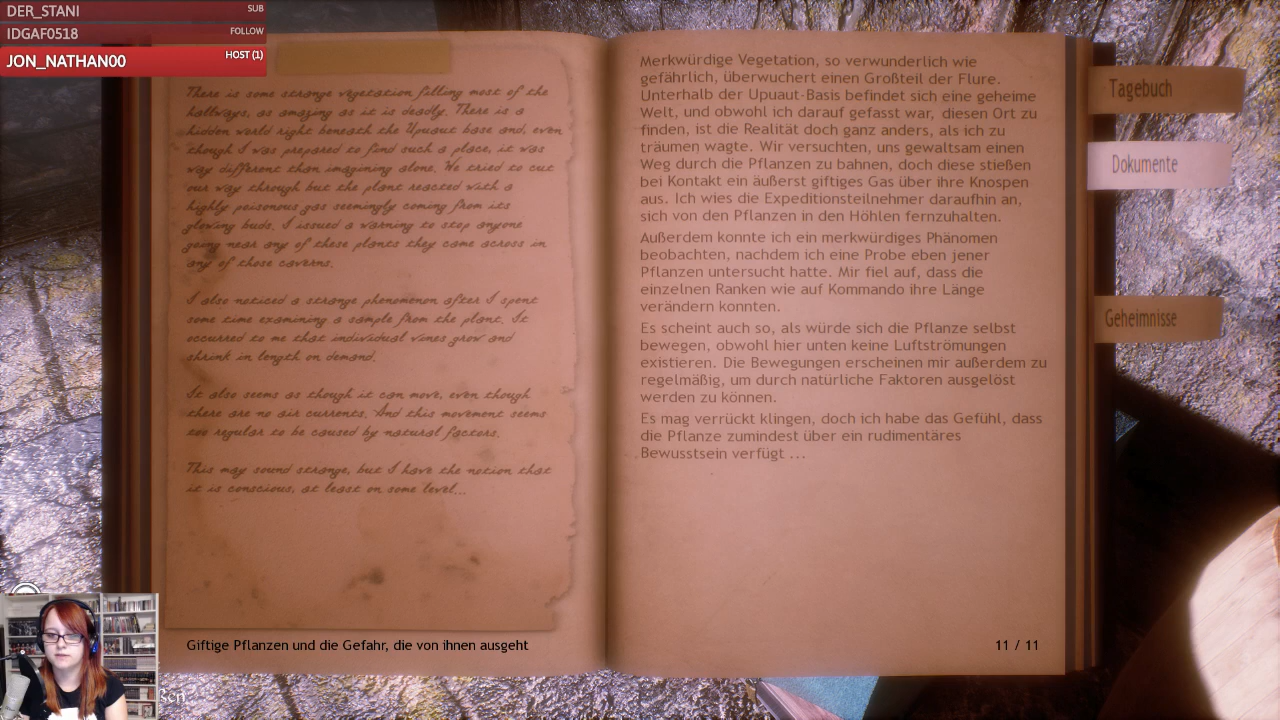 DER_STANI
SUB
IDGAF0518
FOLLOW
JON_NATHAN00
HOST (1)
There is some strange vegetation filling most of the
hallways, as amazing as it is deadly. There is a
hidden world right beneath the Upuaut base and, even
though I was prepared to find such a place, it was
way different than imagining alone. We tried to cut
our way through but the plant reacted with a
highly poisonous gas seemingly coming from its
glowing buds. I issued a warning to stop anyone
going near any of these plants they came across in
any of those caverns.
I also noticed a strange phenomenon after I spent
some time examining a sample from the plant. It
occurred to me that individual vines grow and
shrink in length on demand.
It also seems as though it can move, even though
there are no air currents. And this movement seems
too regular to be caused by natural factors.
This may sound strange, but I have the notion that
it is conscious, at least on some level...
Giftige Pflanzen und die Gefahr, die von ihnen ausgeht
Merkwürdige Vegetation, so verwunderlich wie
gefährlich, überwuchert einen Großteil der Flure.
Unterhalb der Upuaut-Basis befindet sich eine geheime
Welt, und obwohl ich darauf gefasst war, diesen Ort zu
finden, ist die Realität doch ganz anders, als ich zu
träumen wagte. Wir versuchten, uns gewaltsam einen
Weg durch die Pflanzen zu bahnen, doch diese stießen
bei Kontakt ein äußerst giftiges Gas über ihre Knospen
aus. Ich wies die Expeditionsteilnehmer daraufhin an,
sich von den Pflanzen in den Höhlen fernzuhalten.
Außerdem konnte ich ein merkwürdiges Phänomen
beobachten, nachdem ich eine Probe eben jener
Pflanzen untersucht hatte. Mir fiel auf, dass die
einzelnen Ranken wie auf Kommando ihre Länge
verändern konnten.
Es scheint auch so, als würde sich die Pflanze selbst
bewegen, obwohl hier unten keine Luftströmungen
existieren. Die Bewegungen erscheinen mir außerdem zu
regelmäßig, um durch natürliche Faktoren ausgelöst
werden zu können.
Es mag verrückt klingen, doch ich habe das Gefühl, dass
die Pflanze zumindest über ein rudimentäres
Bewusstsein verfügt ...
11 / 11
Tagebuch
Dokumente
Geheimnisse